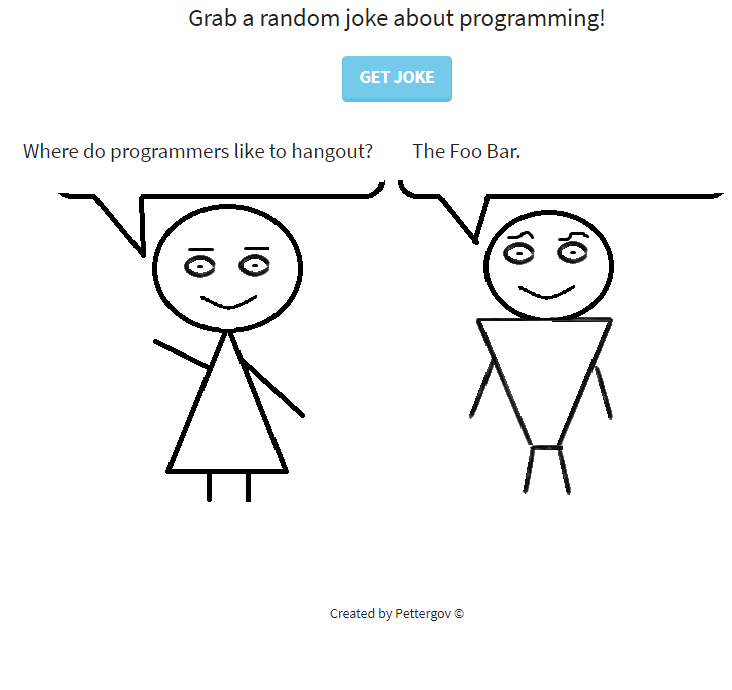 Grab a random joke about programming!
GET JOKE
Where do programmers like to hangout?
The Foo Bar.
Created by Pettergov ©